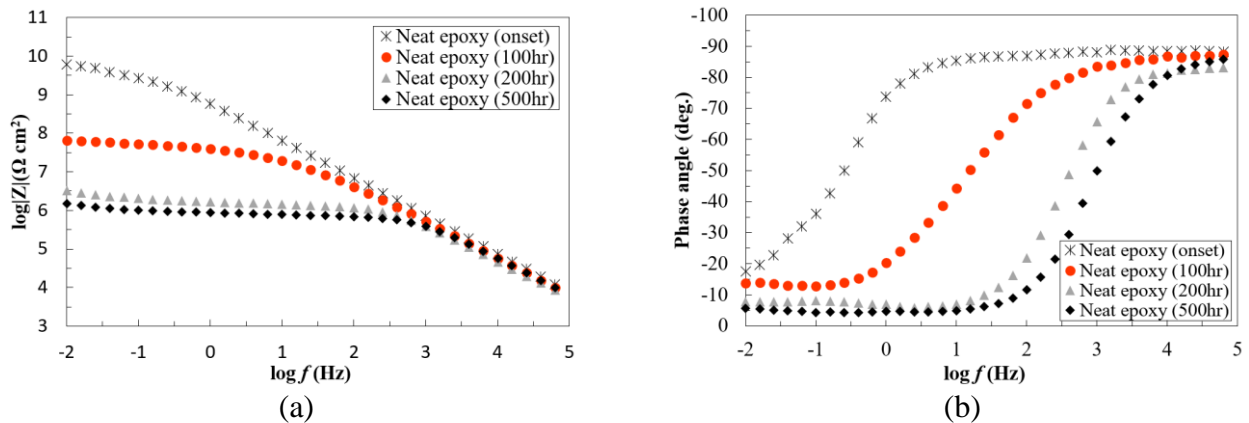 11
10
9
8
7
6
5
4
3
-2
-1
0
1
2
3
4
5
log|Z|(Ω cm²)
log f (Hz)
Neat epoxy (onset)
Neat epoxy (100hr)
Neat epoxy (200hr)
Neat epoxy (500hr)
(a)
-100
-90
-80
-70
-60
-50
-40
-30
-20
-10
0
-2
-1
0
1
2
3
4
5
Phase angle (deg.)
log f (Hz)
Neat epoxy (onset)
Neat epoxy (100hr)
Neat epoxy (200hr)
Neat epoxy (500hr)
(b)